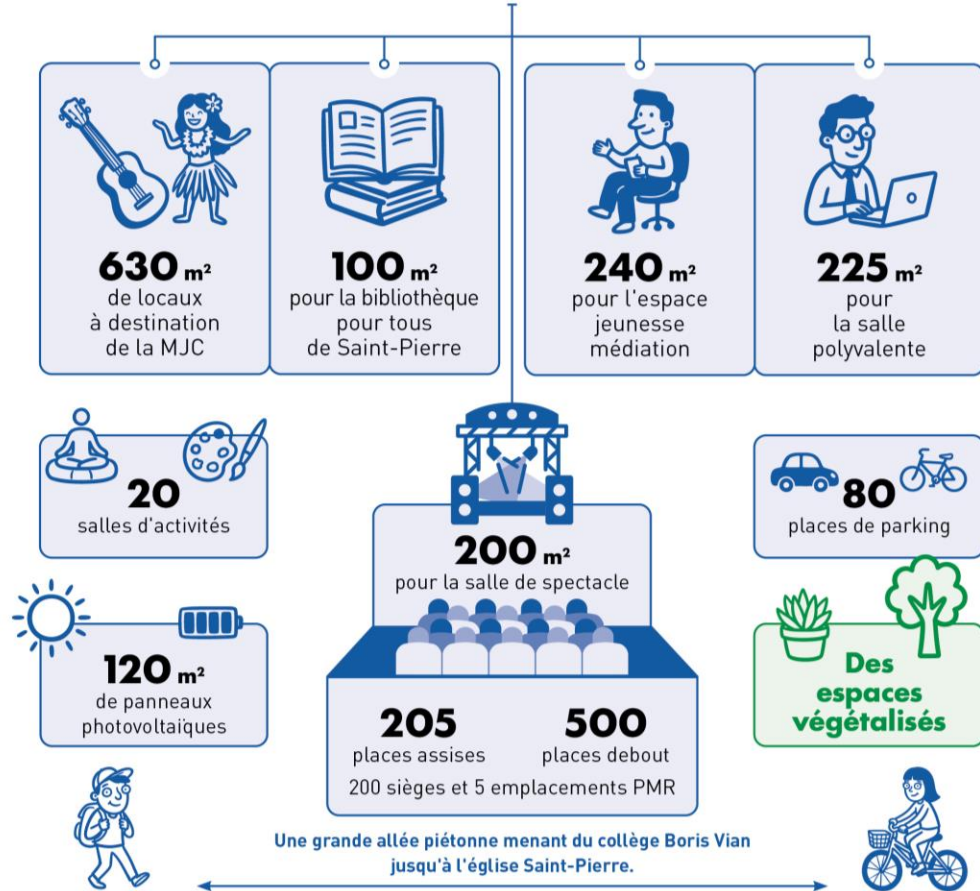 630 m²
de locaux
à destination
de la MJC
100 m²
pour la bibliothèque
pour tous
de Saint-Pierre
240 m²
pour l'espace
jeunesse
médiation
225 m²
pour
la salle
polyvalente
20
salles d'activités
200 m²
pour la salle de spectacle
80
places de parking
120 m²
de panneaux
photovoltaïques
205
places assises
500
places debout
200 sièges et 5 emplacements PMR
Des
espaces
végétalisés
Une grande allée piétonne menant du collège Boris Vian
jusqu'à l'église Saint-Pierre.